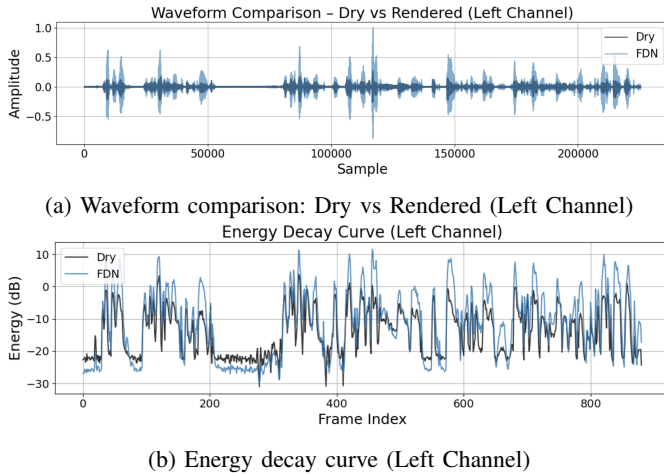 Waveform Comparison – Dry vs Rendered (Left Channel)
Amplitude
1.0
0.5
0.0
−0.5
Dry
FDN
0 50000 100000 150000 200000
Sample
(a) Waveform comparison: Dry vs Rendered (Left Channel)
Energy Decay Curve (Left Channel)
Energy (dB)
10
0
−10
−20
−30
Dry
FDN
0 200 400 600 800
Frame Index
(b) Energy decay curve (Left Channel)